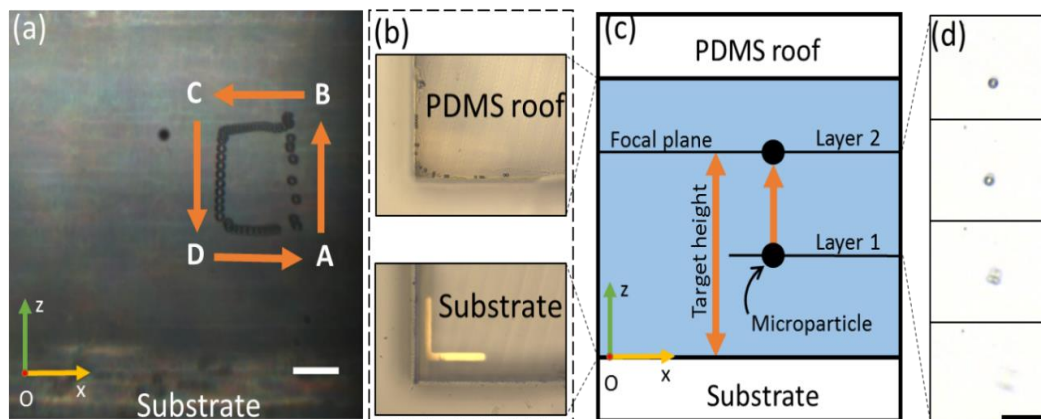 (a)
C
B
D
A
z
O
x
Substrate
(b)
PDMS roof
Substrate
(c)
PDMS roof
Focal plane
Layer 2
Target height
Layer 1
Microparticle
z
O
x
Substrate
(d)